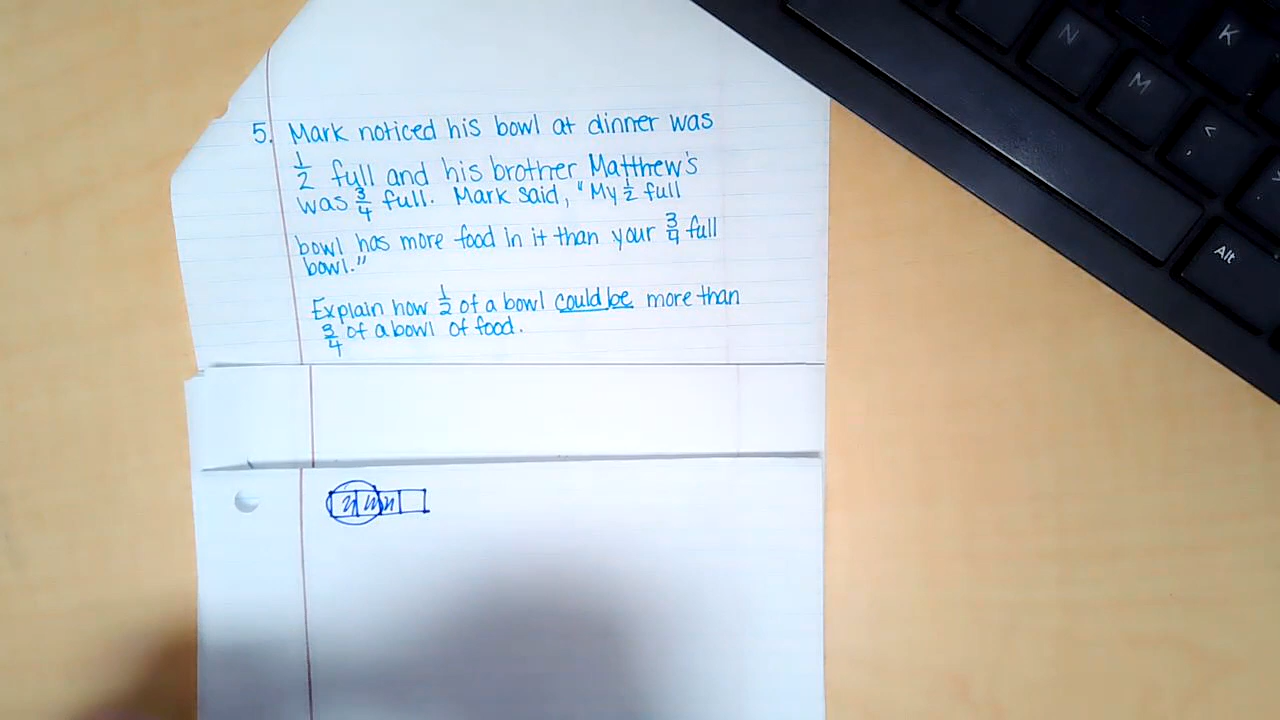 5. Mark noticed his bowl at dinner was
1/2 full and his brother Matthew's
was 3/4 full. Mark said, "My 1/2 full
bowl has more food in it than your 3/4 full
bowl."
Explain how 1/2 of a bowl could be more than
3/4 of a bowl of food.
N
M
K
<
,
Alt